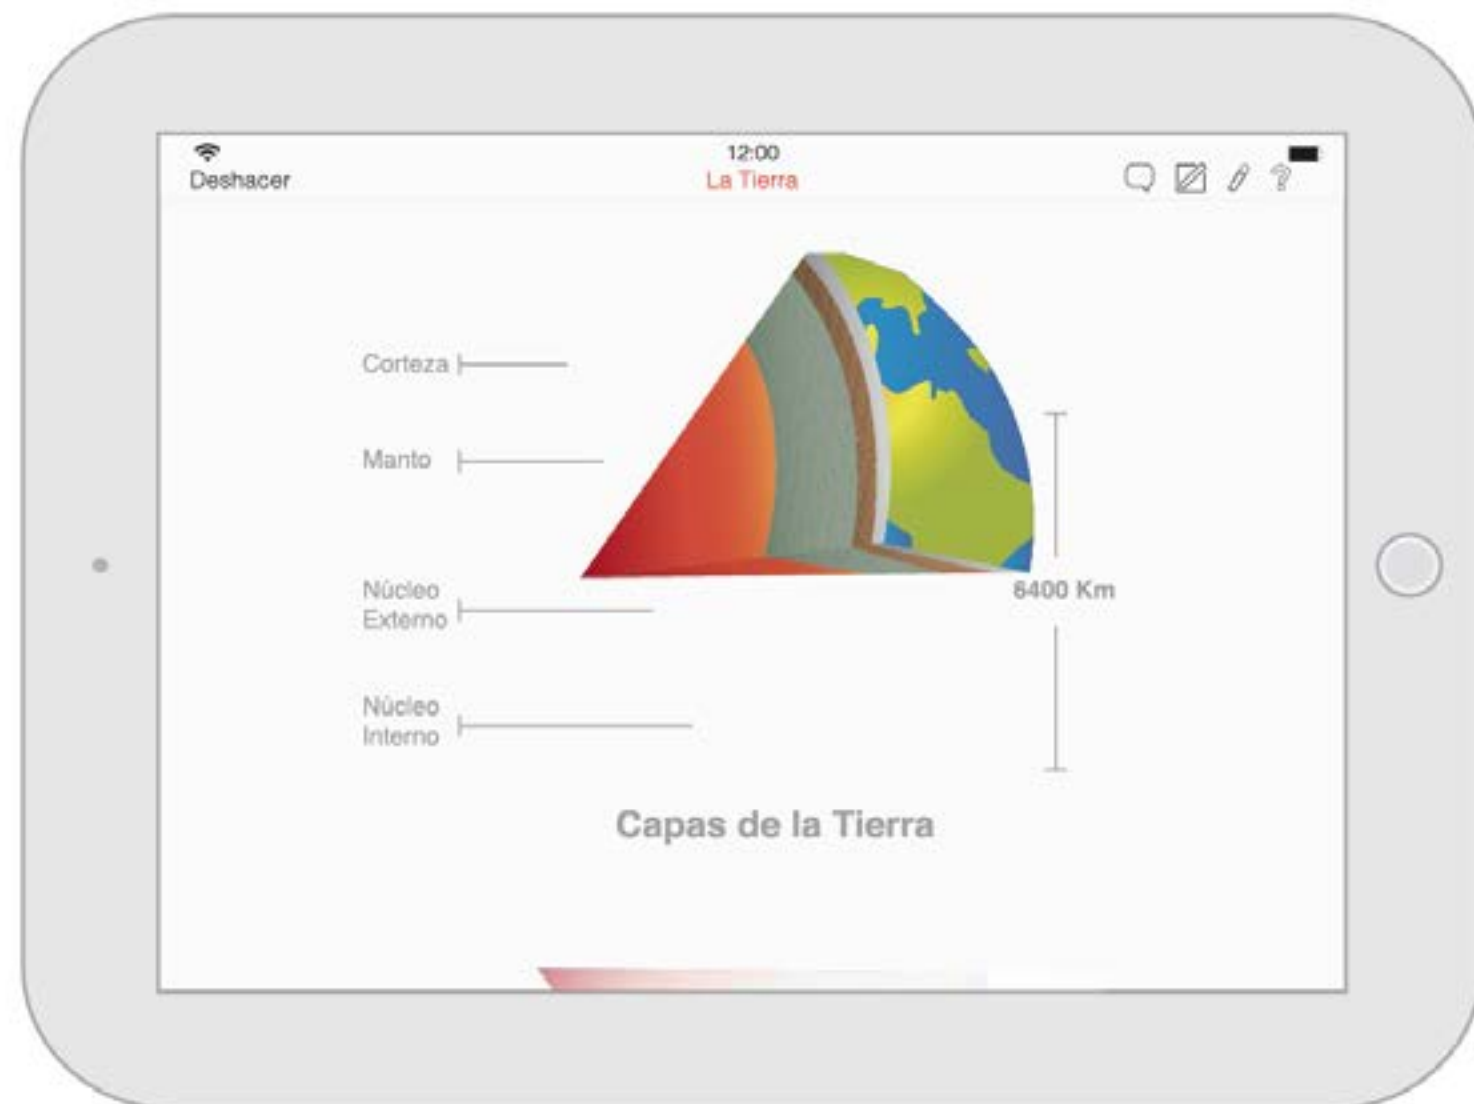 12:00
Deshacer
La Tierra
Corteza
Manto
Núcleo
Externo
6400 Km
Núcleo
Interno
Capas de la Tierra